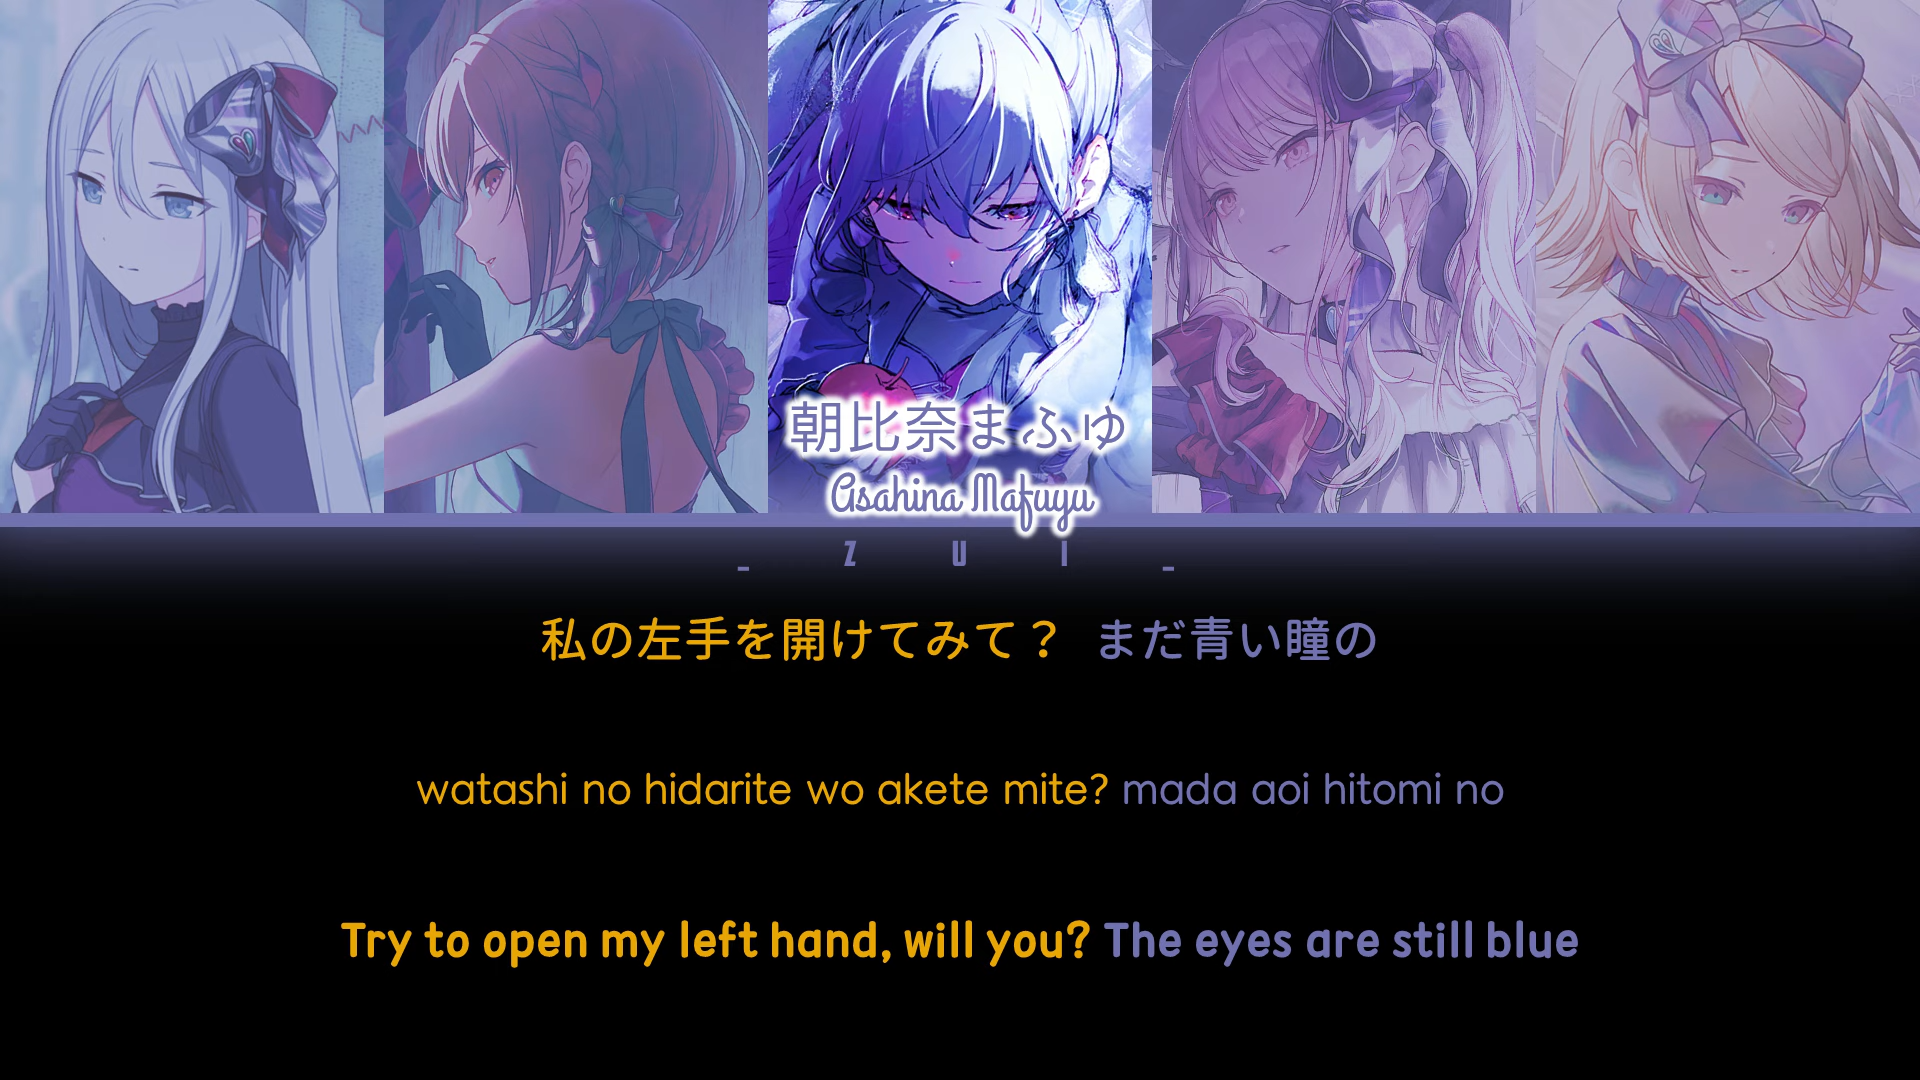 朝比奈まふゆ
Asahina Mafuyu
_ Z U I _
私の左手を開けてみて？ まだ青い瞳の
watashi no hidarite wo akete mite? mada aoi hitomi no
Try to open my left hand, will you? The eyes are still blue